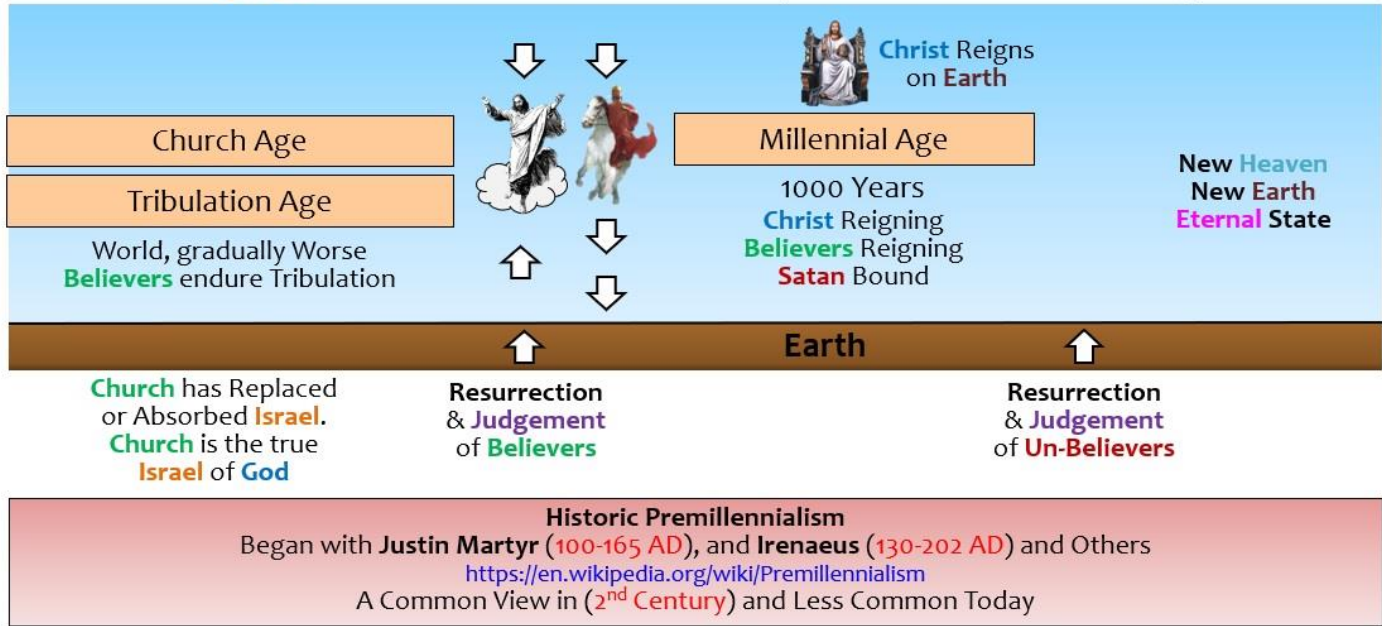 Christ Reigns
on Earth
Church Age
Tribulation Age
World, gradually Worse
Believers endure Tribulation
Millennial Age
1000 Years
Christ Reigning
Believers Reigning
Satan Bound
New Heaven
New Earth
Eternal State
Earth
Church has Replaced
or Absorbed Israel.
Church is the true
Israel of God
Resurrection
& Judgement
of Believers
Resurrection
& Judgement
of Un-Believers
Historic Premillennialism
Began with Justin Martyr (100-165 AD), and Irenaeus (130-202 AD) and Others
https://en.wikipedia.org/wiki/Premillennialism
A Common View in (2nd Century) and Less Common Today